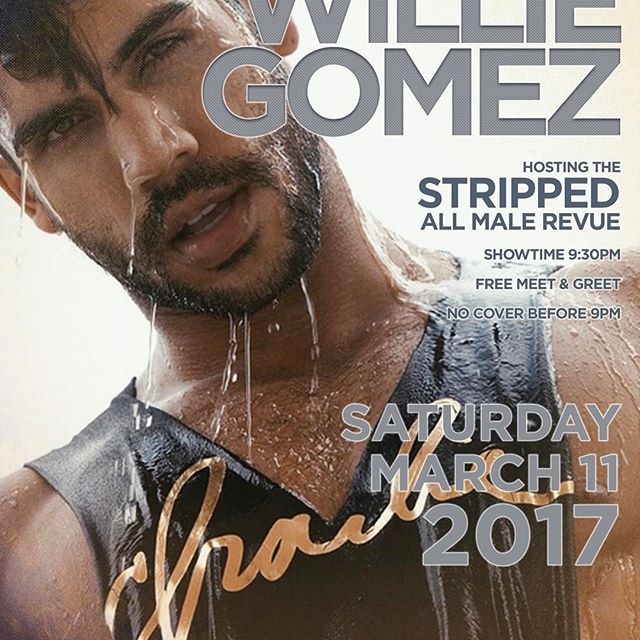 WILLIE
GOMEZ
HOSTING THE
STRIPPED
ALL MALE REVUE
SHOWTIME 9:30PM
FREE MEET & GREET
NO COVER BEFORE 9PM
SATURDAY
MARCH 11
2017